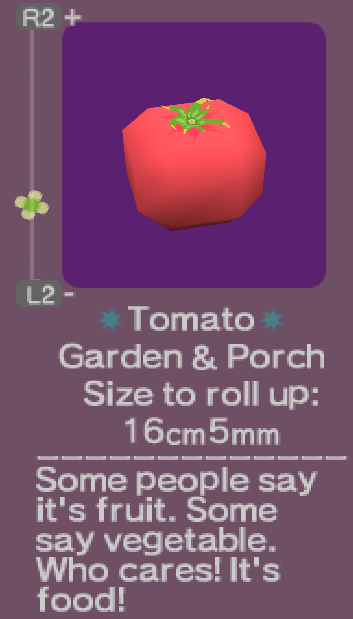 R2 +
L2 -
Tomato
Garden & Porch
Size to roll up:
16cm5mm
Some people say
it's fruit. Some
say vegetable.
Who cares! It's
food!